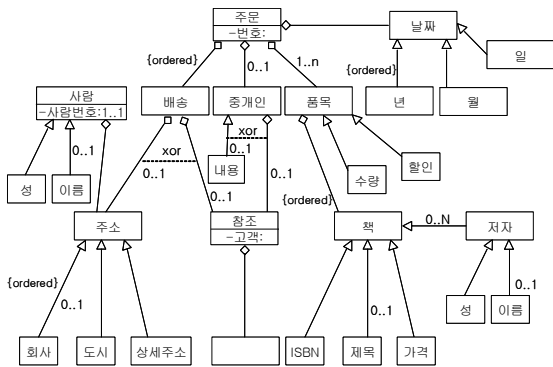 주문
-번호:
날짜
일
{ordered}
0..1
1..n
{ordered}
사람
-사람번호:1..1
배송
중개인
품목
년
월
xor
xor
0..1
0..1
0..1
내용
0..1
수량
할인
성
이름
0..1
{ordered}
주소
참조
-고객:
책
0..N
저자
{ordered}
0..1
0..1
성
이름
0..1
회사
도시
상세주소
ISBN
제목
가격